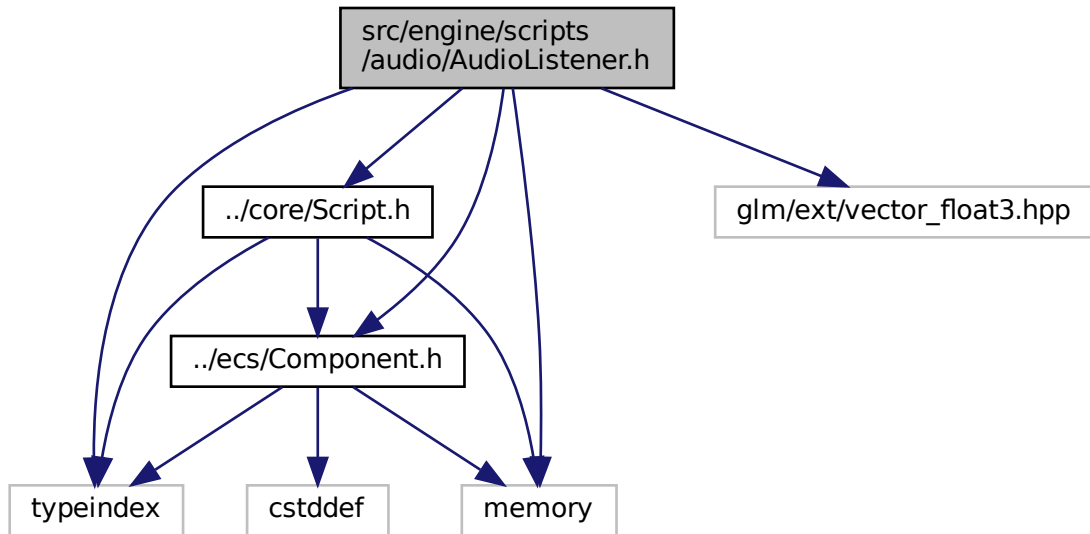 src/engine/scripts
/audio/AudioListener.h
../core/Script.h
glm/ext/vector_float3.hpp
../ecs/Component.h
typeindex
cstddef
memory